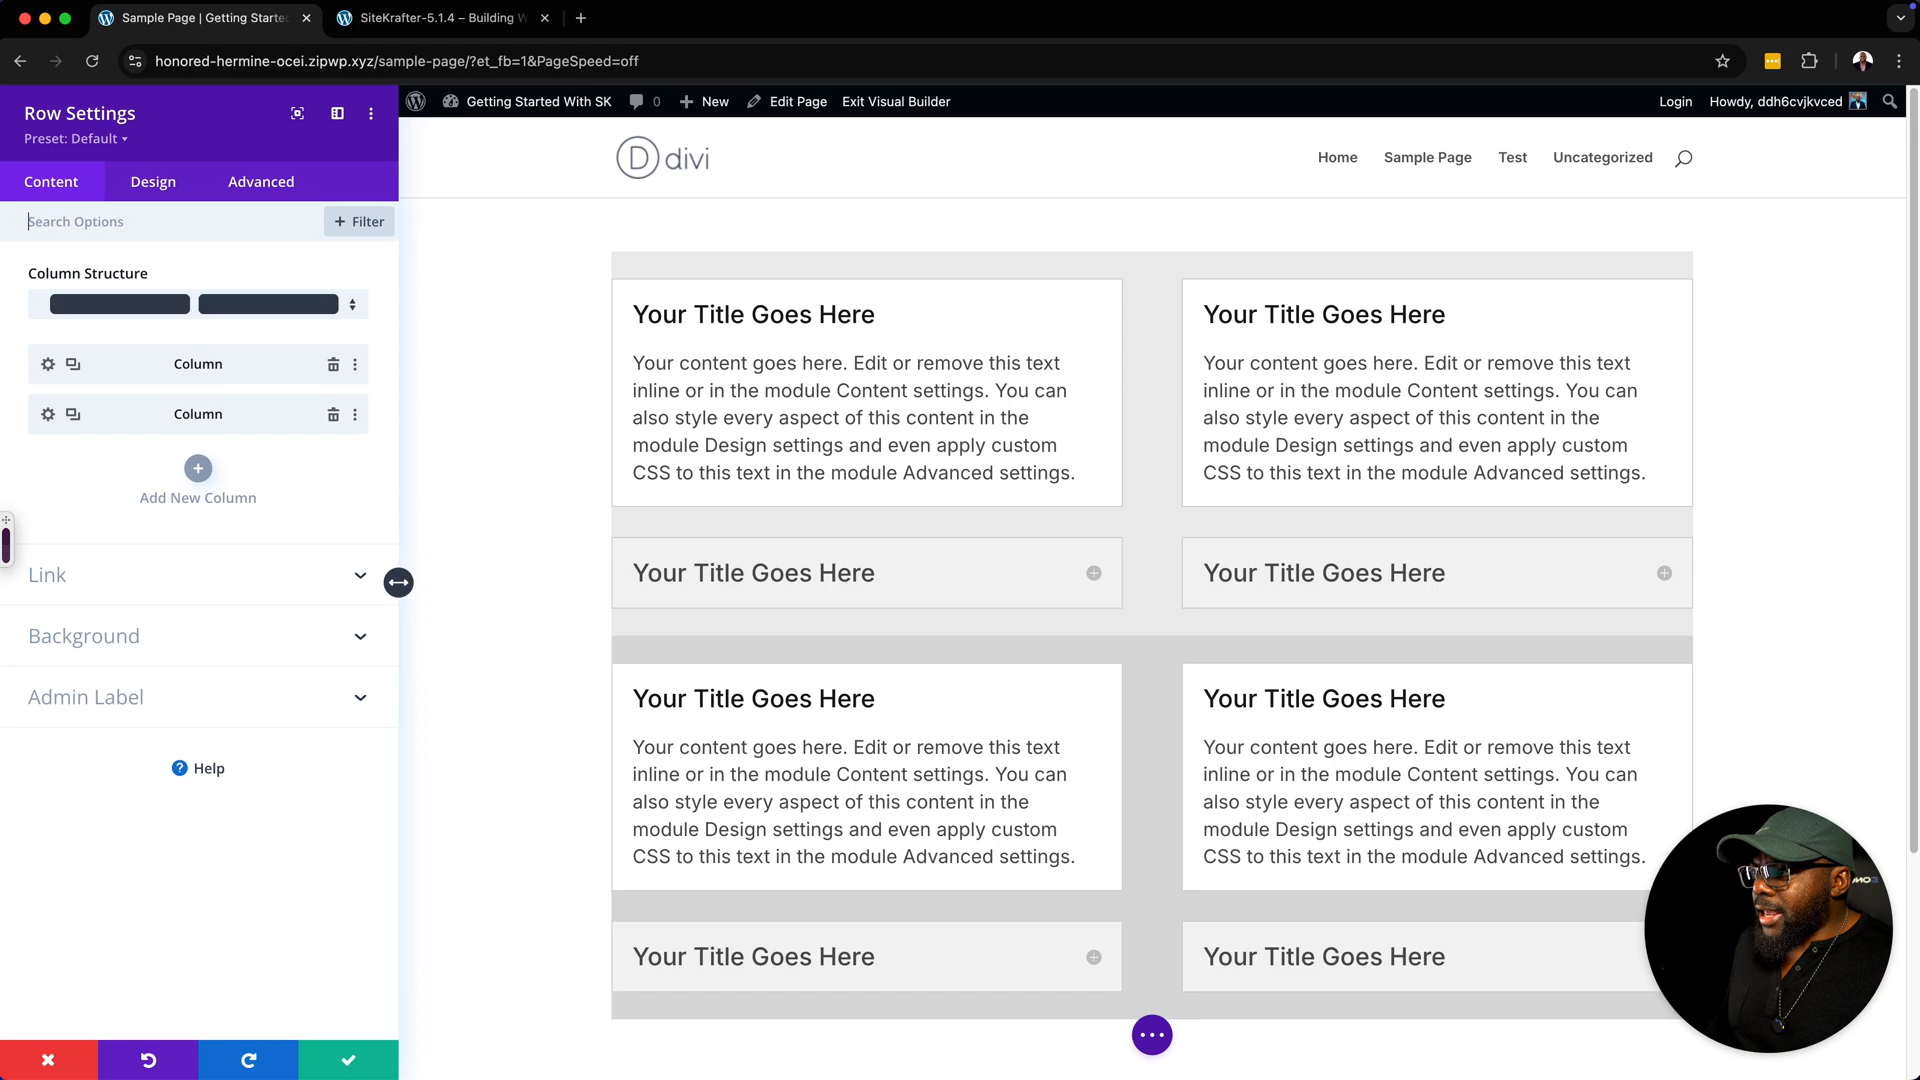 Sample Page | Getting Starte
SiteKrafter-5.1.4 – Building W
honored-hermine-ocei.zipwp.xyz/sample-page/?et_fb=1&PageSpeed=off
Row Settings
Preset: Default
Content
Design
Advanced
Search Options
+ Filter
Column Structure
Column
Column
Add New Column
Link
Background
Admin Label
Help
Getting Started With SK
0
New
Edit Page
Exit Visual Builder
Login
Howdy, ddh6cvjkvced
D divi
Home
Sample Page
Test
Uncategorized
Your Title Goes Here
Your content goes here. Edit or remove this text
inline or in the module Content settings. You can
also style every aspect of this content in the
module Design settings and even apply custom
CSS to this text in the module Advanced settings.
Your Title Goes Here
Your content goes here. Edit or remove this text
inline or in the module Content settings. You can
also style every aspect of this content in the
module Design settings and even apply custom
CSS to this text in the module Advanced settings.
Your Title Goes Here
Your Title Goes Here
Your Title Goes Here
Your content goes here. Edit or remove this text
inline or in the module Content settings. You can
also style every aspect of this content in the
module Design settings and even apply custom
CSS to this text in the module Advanced settings.
Your Title Goes Here
Your content goes here. Edit or remove this text
inline or in the module Content settings. You can
also style every aspect of this content in the
module Design settings and even apply custom
CSS to this text in the module Advanced settings.
Your Title Goes Here
Your Title Goes Here